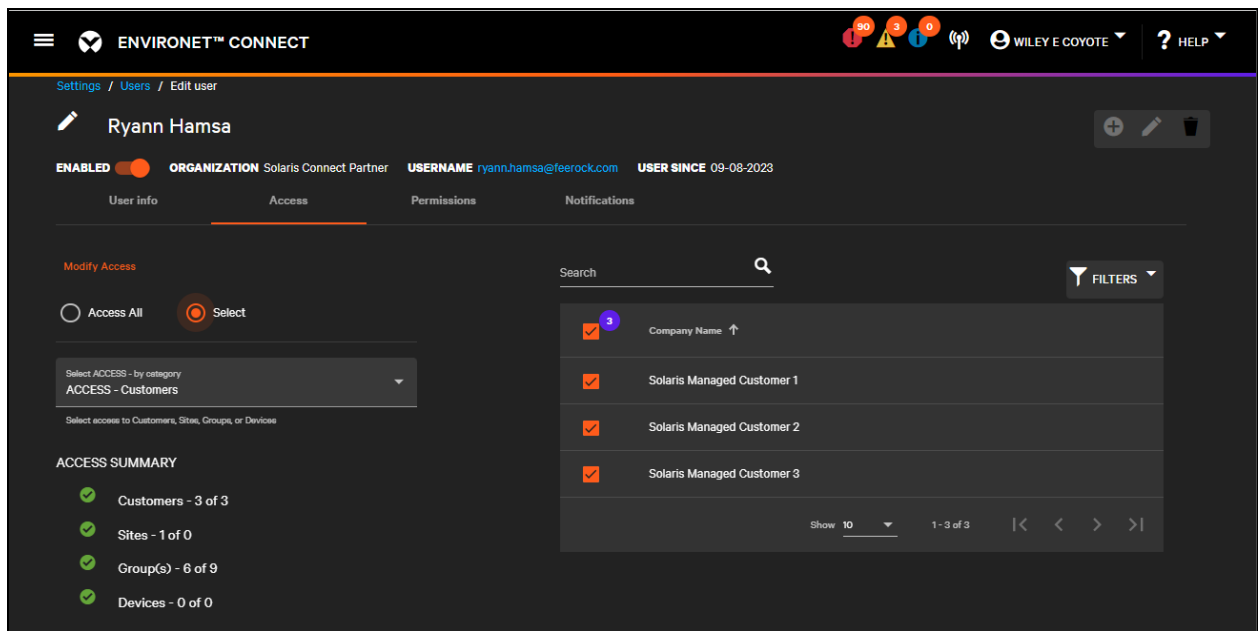 ENVIRONET™ CONNECT
90 3 0 WILEY E COYOTE ? HELP
Settings / Users / Edit user
Ryann Hamsa
ENABLED ORGANIZATION Solaris Connect Partner USERNAME ryann.hamsa@feerock.com USER SINCE 09-08-2023
User info Access Permissions Notifications
Modify Access
Access All Select
Select ACCESS - by category
ACCESS - Customers
Select access to Customers, Sites, Groups, or Devices
ACCESS SUMMARY
Customers - 3 of 3
Sites - 1 of 0
Group(s) - 6 of 9
Devices - 0 of 0
Search
FILTERS
3
Company Name
Solaris Managed Customer 1
Solaris Managed Customer 2
Solaris Managed Customer 3
Show 10 1 - 3 of 3